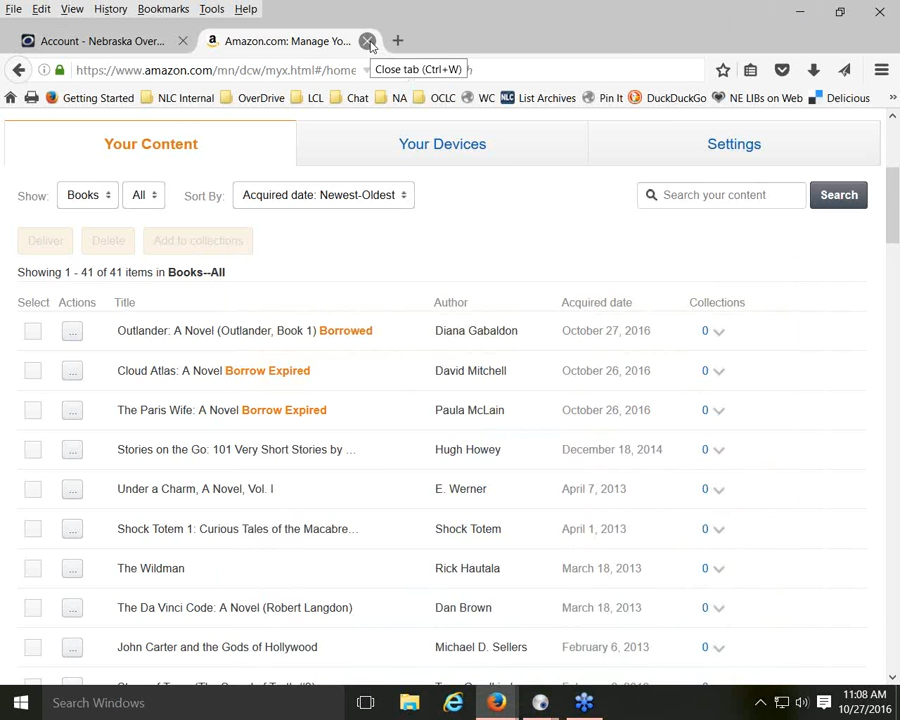 File Edit View History Bookmarks Tools Help
Account - Nebraska Over...
a Amazon.com: Manage Yo...
https://www.amazon.com/mn/dcw/myx.html#/home
Close tab (Ctrl+W)
Getting Started NLC Internal OverDrive LCL Chat NA OCLC WC NLC List Archives Pin It DuckDuckGo NE LIBs on Web Delicious
Your Content Your Devices Settings
Show: Books All Sort By: Acquired date: Newest-Oldest Search your content Search
Deliver Delete Add to collections
Showing 1 - 41 of 41 items in Books--All
Select Actions Title Author Acquired date Collections
... Outlander: A Novel (Outlander, Book 1) Borrowed Diana Gabaldon October 27, 2016 0
... Cloud Atlas: A Novel Borrow Expired David Mitchell October 26, 2016 0
... The Paris Wife: A Novel Borrow Expired Paula McLain October 26, 2016 0
... Stories on the Go: 101 Very Short Stories by ... Hugh Howey December 18, 2014 0
... Under a Charm, A Novel, Vol. I E. Werner April 7, 2013 0
... Shock Totem 1: Curious Tales of the Macabre... Shock Totem April 1, 2013 0
... The Wildman Rick Hautala March 18, 2013 0
... The Da Vinci Code: A Novel (Robert Langdon) Dan Brown March 18, 2013 0
... John Carter and the Gods of Hollywood Michael D. Sellers February 6, 2013 0
Search Windows
11:08 AM
10/27/2016